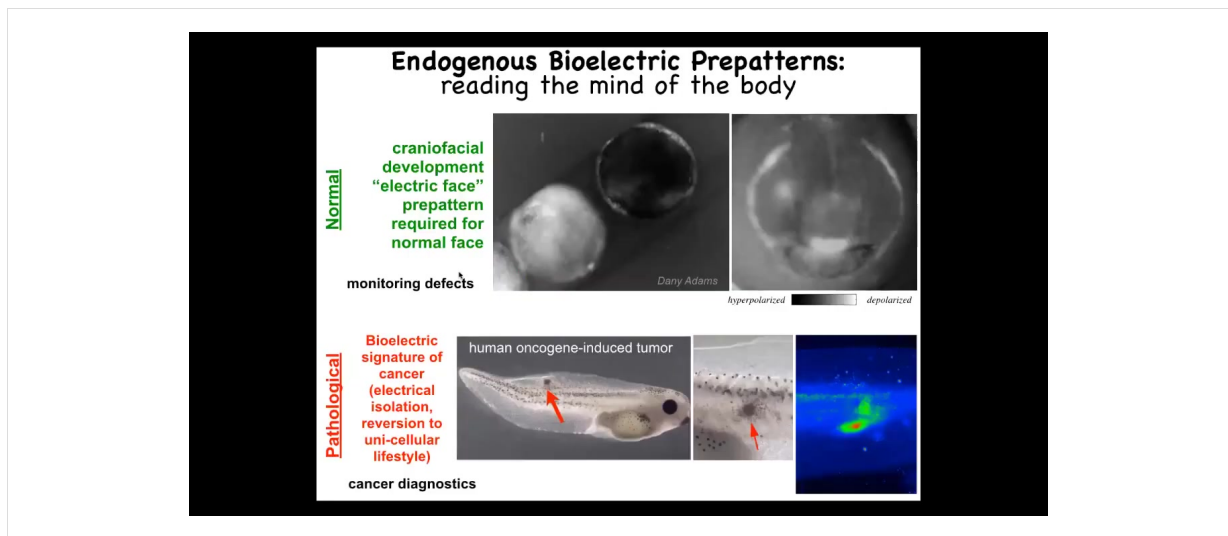 Endogenous Bioelectric Prepatterns:
reading the mind of the body
Normal
craniofacial
development
“electric face”
prepattern
required for
normal face
monitoring defects
Dany Adams
hyperpolarized
depolarized
Pathological
Bioelectric
signature of
cancer
(electrical
isolation,
reversion to
uni-cellular
lifestyle)
cancer diagnostics
human oncogene-induced tumor